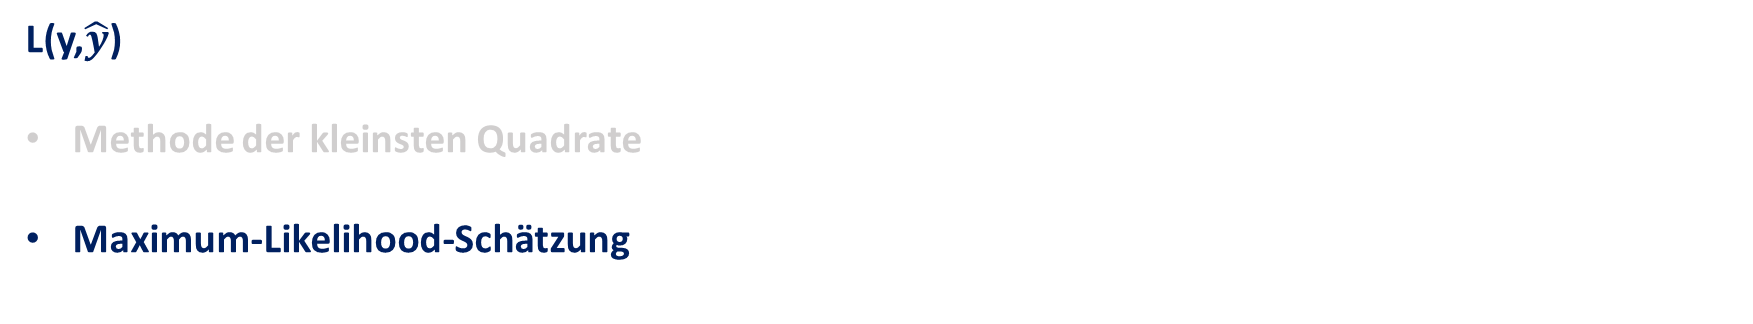 L(y,ŷ)
• Methode der kleinsten Quadrate
• Maximum-Likelihood-Schätzung